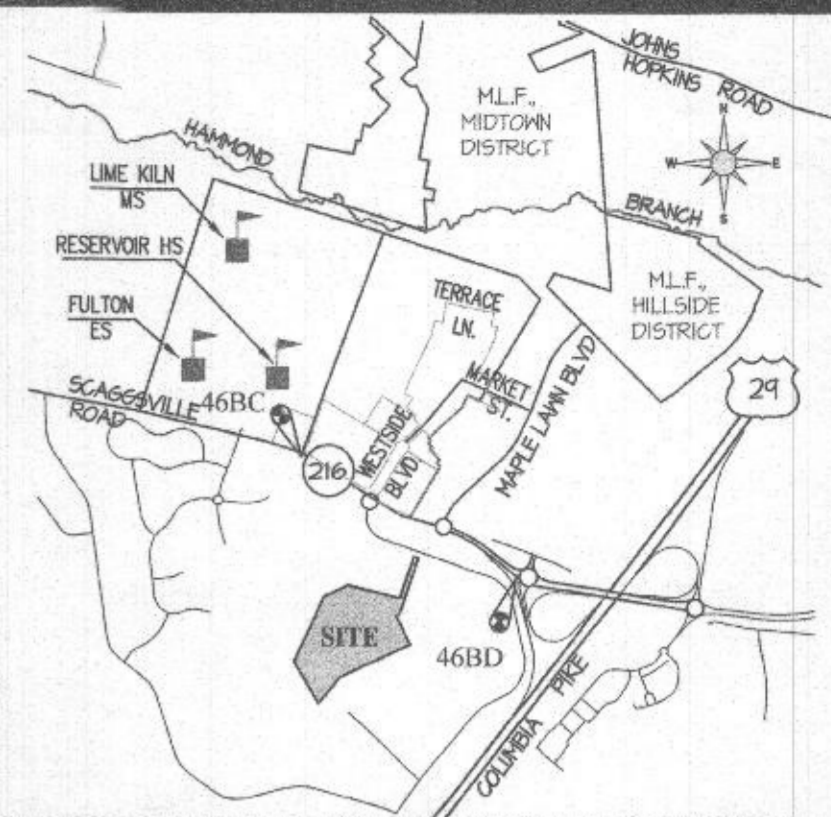 JOHNS
HOPKINS ROAD
M.L.F.,
MIDTOWN
DISTRICT
N
W
E
S
HAMMOND
BRANCH
LIME KILN
MS
RESERVOIR HS
FULTON
ES
M.L.F.,
HILLSIDE
DISTRICT
TERRACE
LN.
MARKET
ST.
MAPLE LAWN BLVD
29
SCAGGSVILLE
ROAD
46BC
216
WESTSIDE
BLVD
SITE
46BD
COLUMBIA PIKE